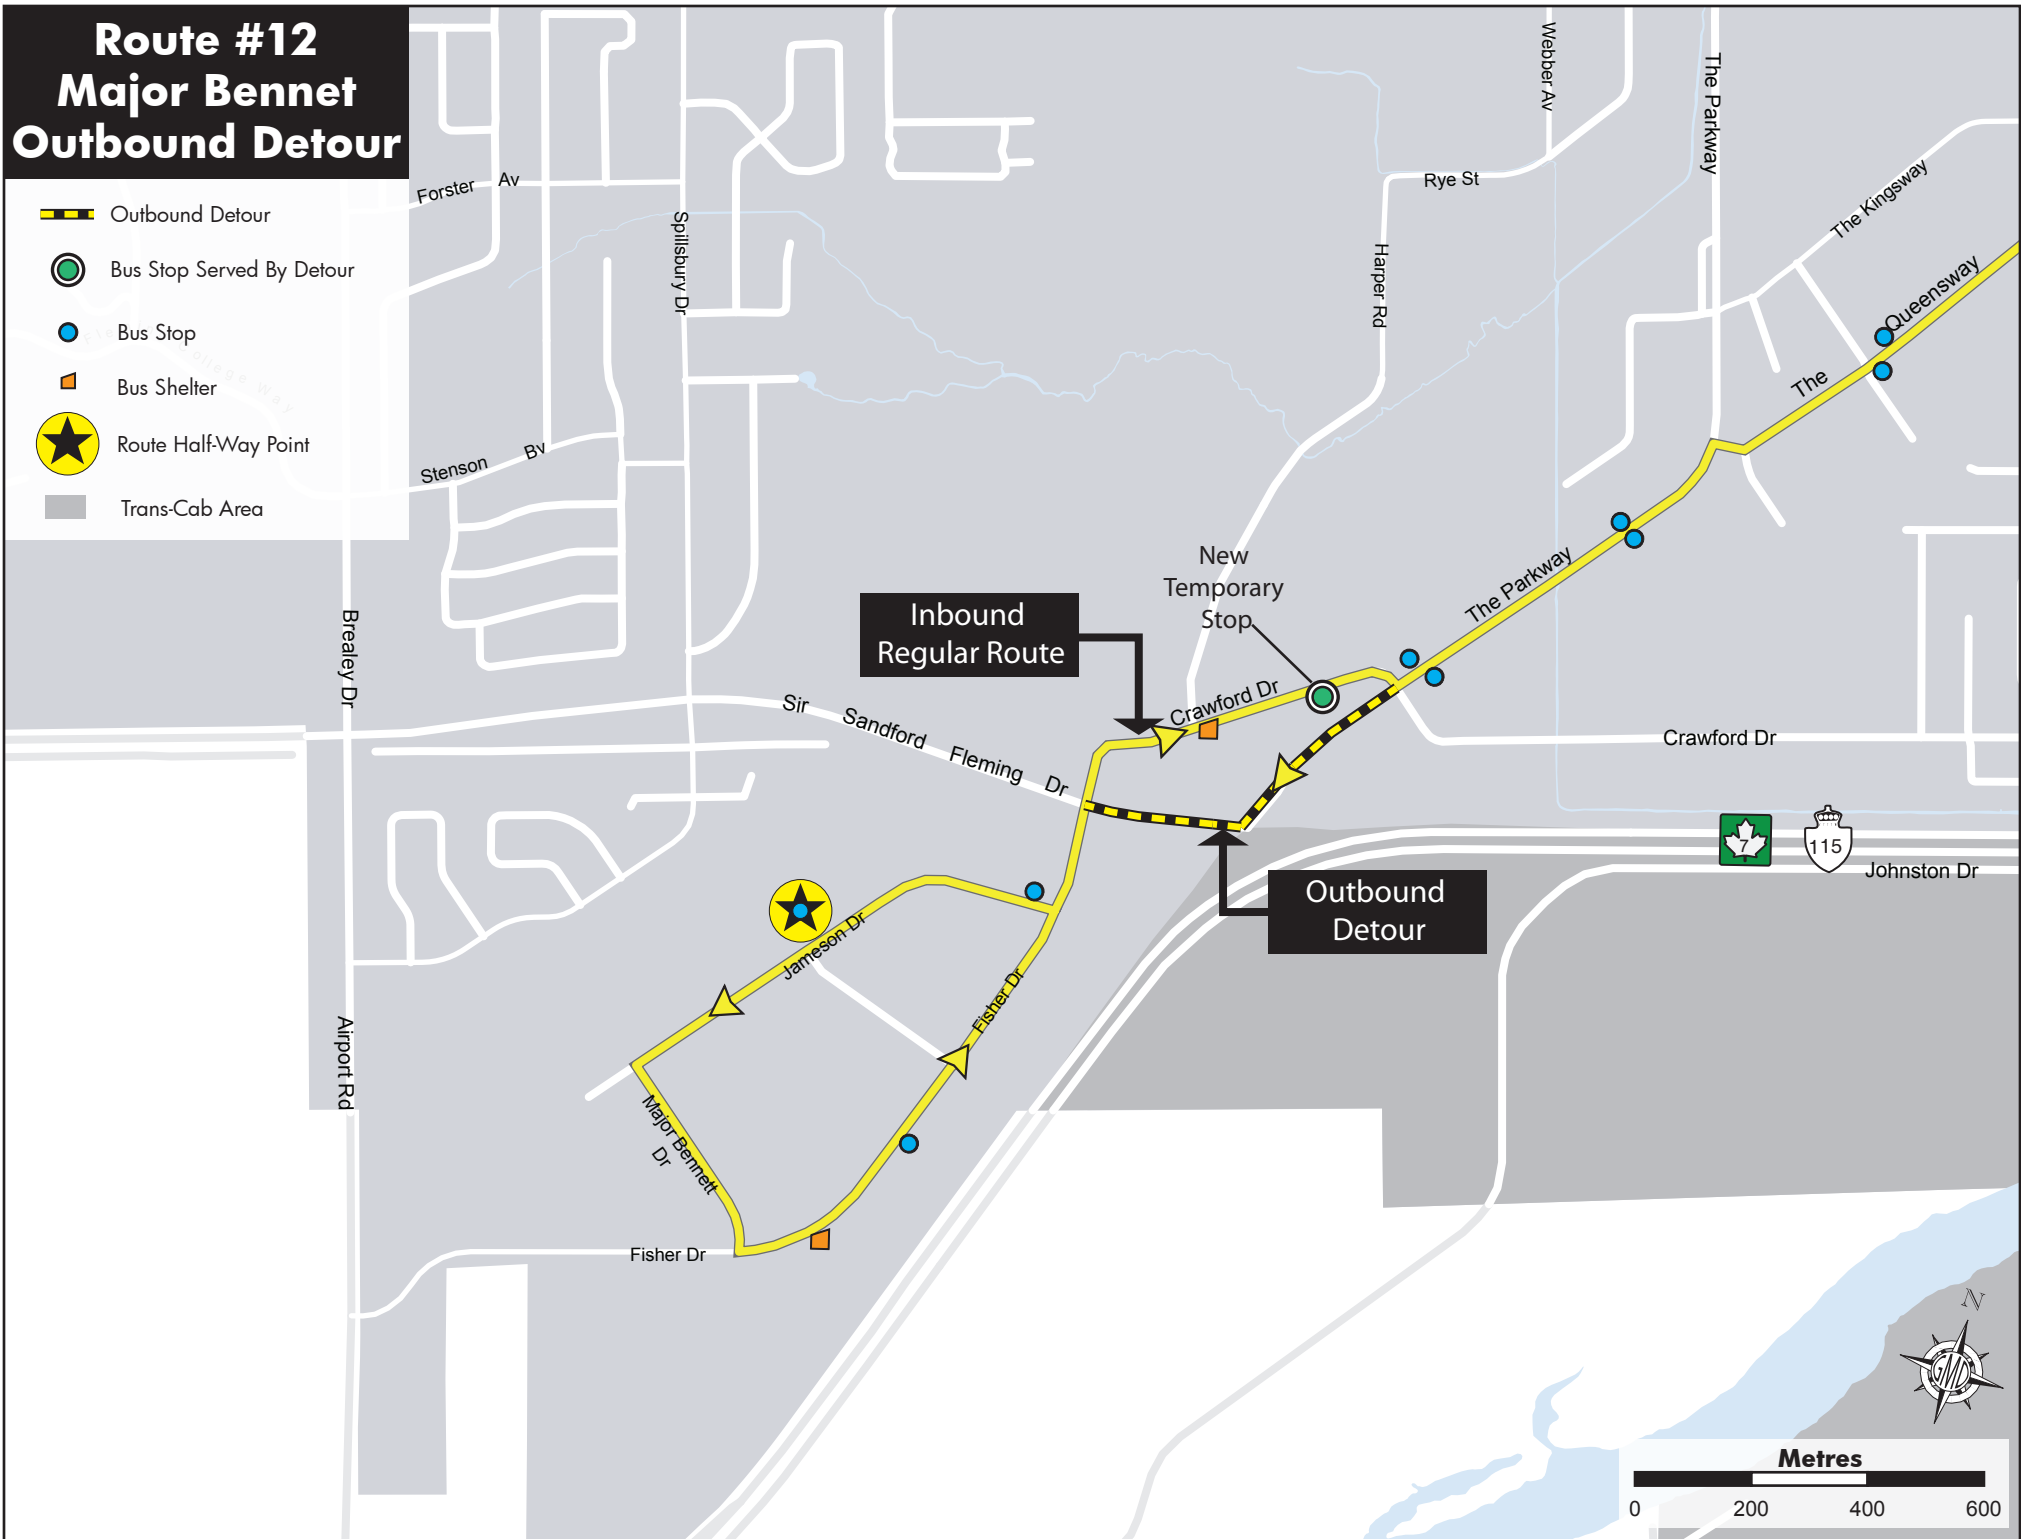 Route #12
Major Bennet
Outbound Detour
Outbound Detour
Bus Stop Served By Detour
Bus Stop
Bus Shelter
Route Half-Way Point
Trans-Cab Area
Forster Av
Stenson Bv
Spillsbury Dr
Brealey Dr
Airport Rd
Webber Av
The Parkway
Rye St
Harper Rd
The Kingsway
The Queensway
The Parkway
New
Temporary
Stop
Inbound
Regular Route
Crawford Dr
Crawford Dr
Sir Sandford Fleming Dr
7
115
Johnston Dr
Outbound
Detour
Jameson Dr
Fisher Dr
Major Bennett
Dr
Fisher Dr
N
Metres
0 200 400 600